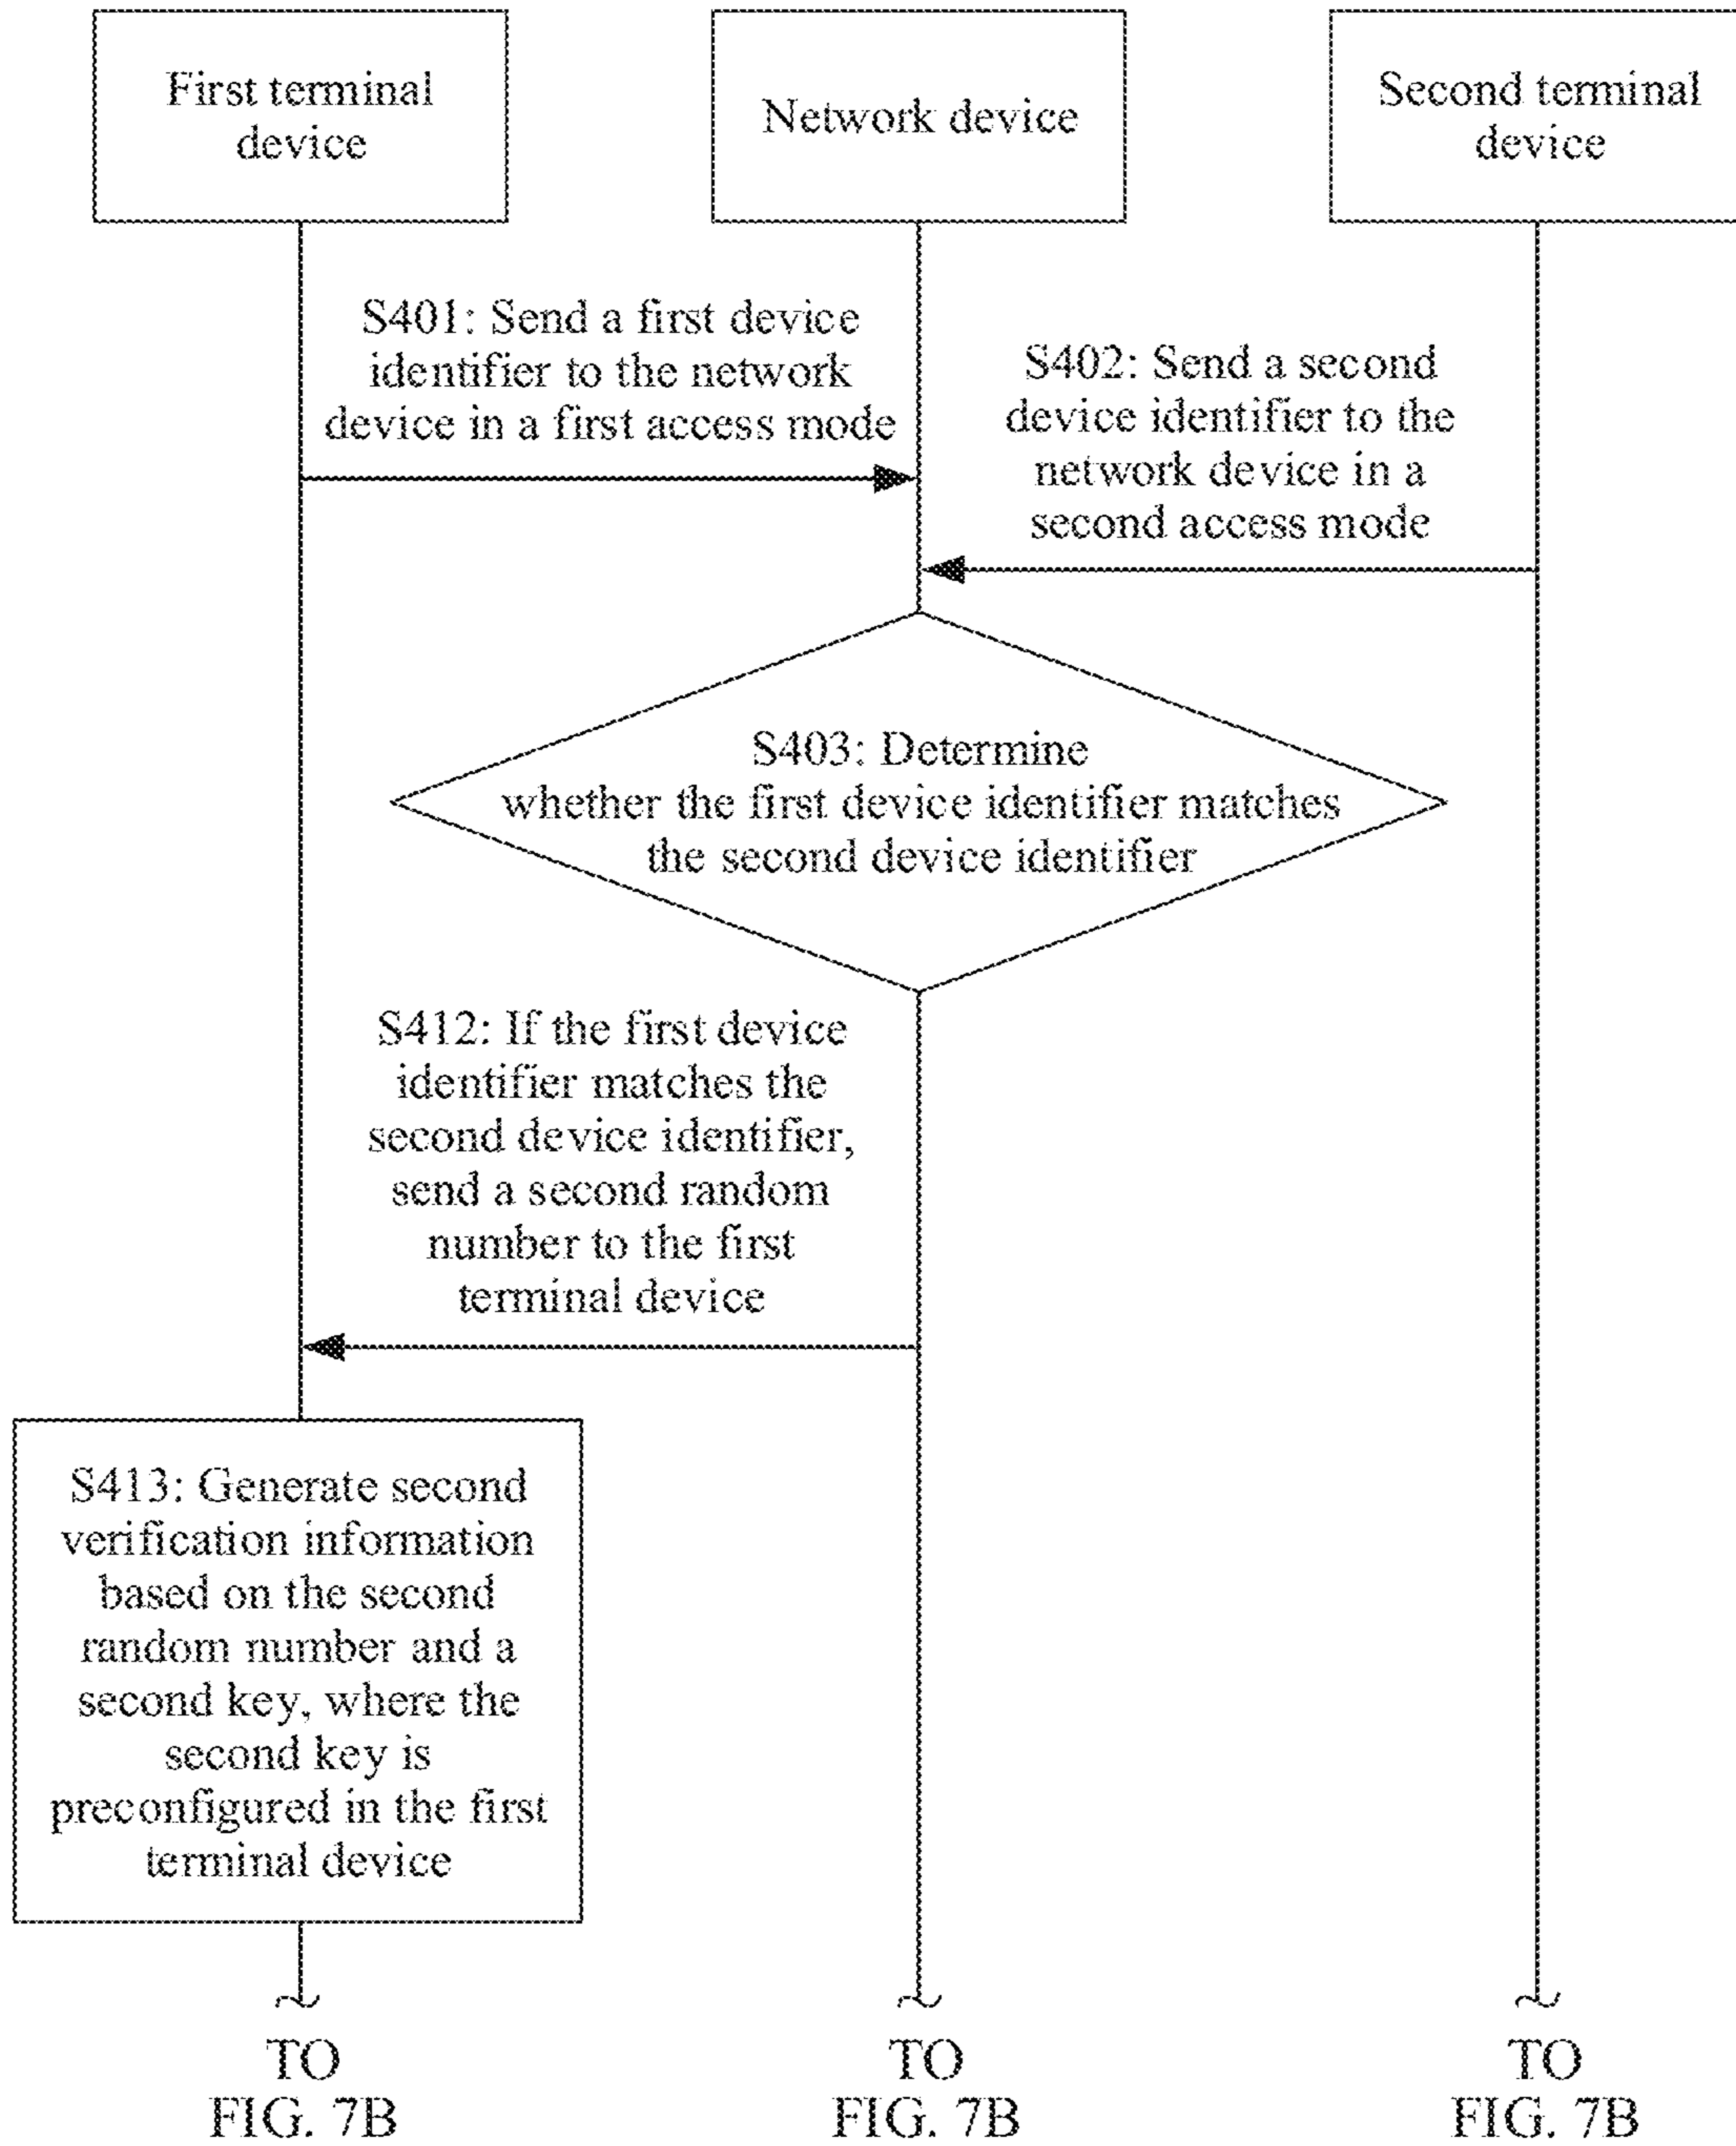 First terminal
device
Network device
Second terminal
device
S401: Send a first device
identifier to the network
device in a first access mode
S402: Send a second
device identifier to the
network device in a
second access mode
S403: Determine
whether the first device identifier matches
the second device identifier
S412: If the first device
identifier matches the
second device identifier,
send a second random
number to the first
terminal device
S413: Generate second
verification information
based on the second
random number and a
second key, where the
second key is
preconfigured in the first
terminal device
TO
FIG. 7B
TO
FIG. 7B
TO
FIG. 7B